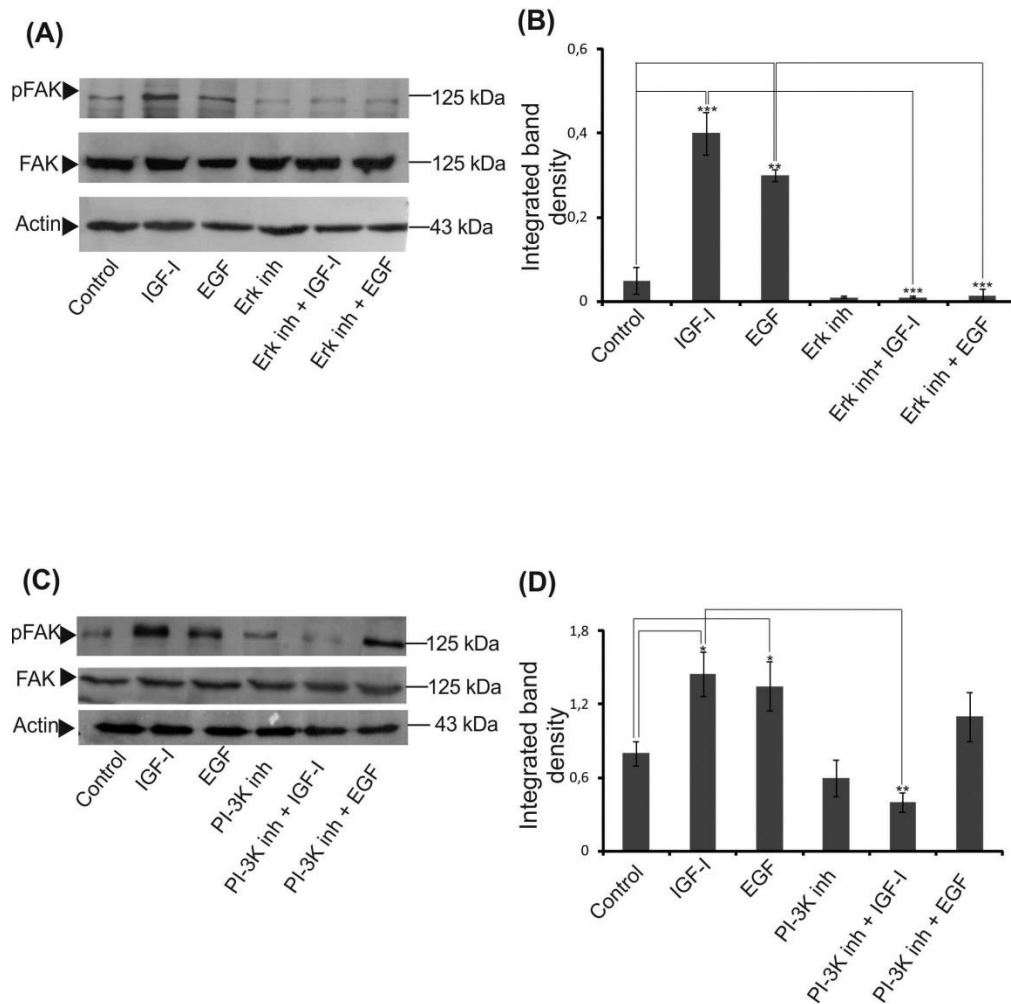 (A)
pFAK
125 kDa
FAK
125 kDa
Actin
43 kDa
Control
IGF-I
EGF
Erk inh
Erk inh + IGF-I
Erk inh + EGF
(B)
Integrated band
density
0,6
0,4
0,2
0
***
**
***
***
Control
IGF-I
EGF
Erk inh
Erk inh+ IGF-I
Erk inh + EGF
(C)
pFAK
125 kDa
FAK
125 kDa
Actin
43 kDa
Control
IGF-I
EGF
PI-3K inh
PI-3K inh + IGF-I
PI-3K inh + EGF
(D)
Integrated band
density
1,8
1,2
0,6
0
*
*
**
Control
IGF-I
EGF
PI-3K inh
PI-3K inh + IGF-I
PI-3K inh + EGF